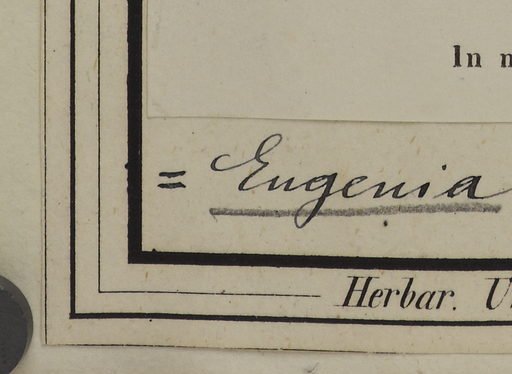 In
= Eugenia
Herbar.